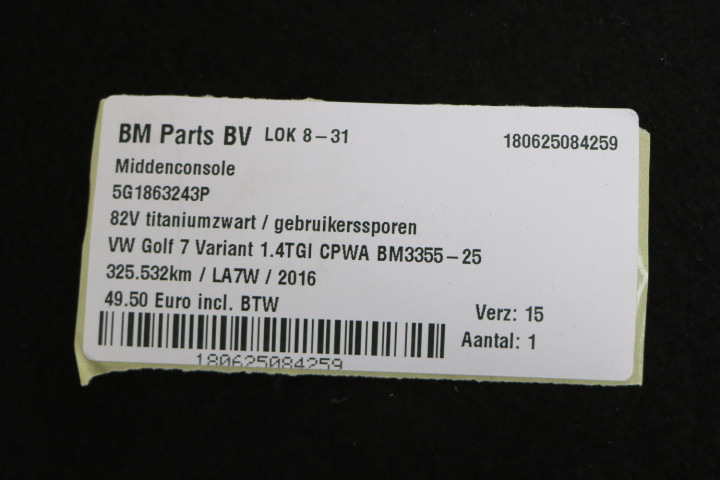 BM Parts BV LOK 8-31 180625084259
Middenconsole
5G1863243P
82V titaniumzwart / gebruikerssporen
VW Golf 7 Variant 1.4TGI CPWA BM3355-25
325.532km / LA7W / 2016
49.50 Euro incl. BTW
Verz: 15
Aantal: 1
180625084259